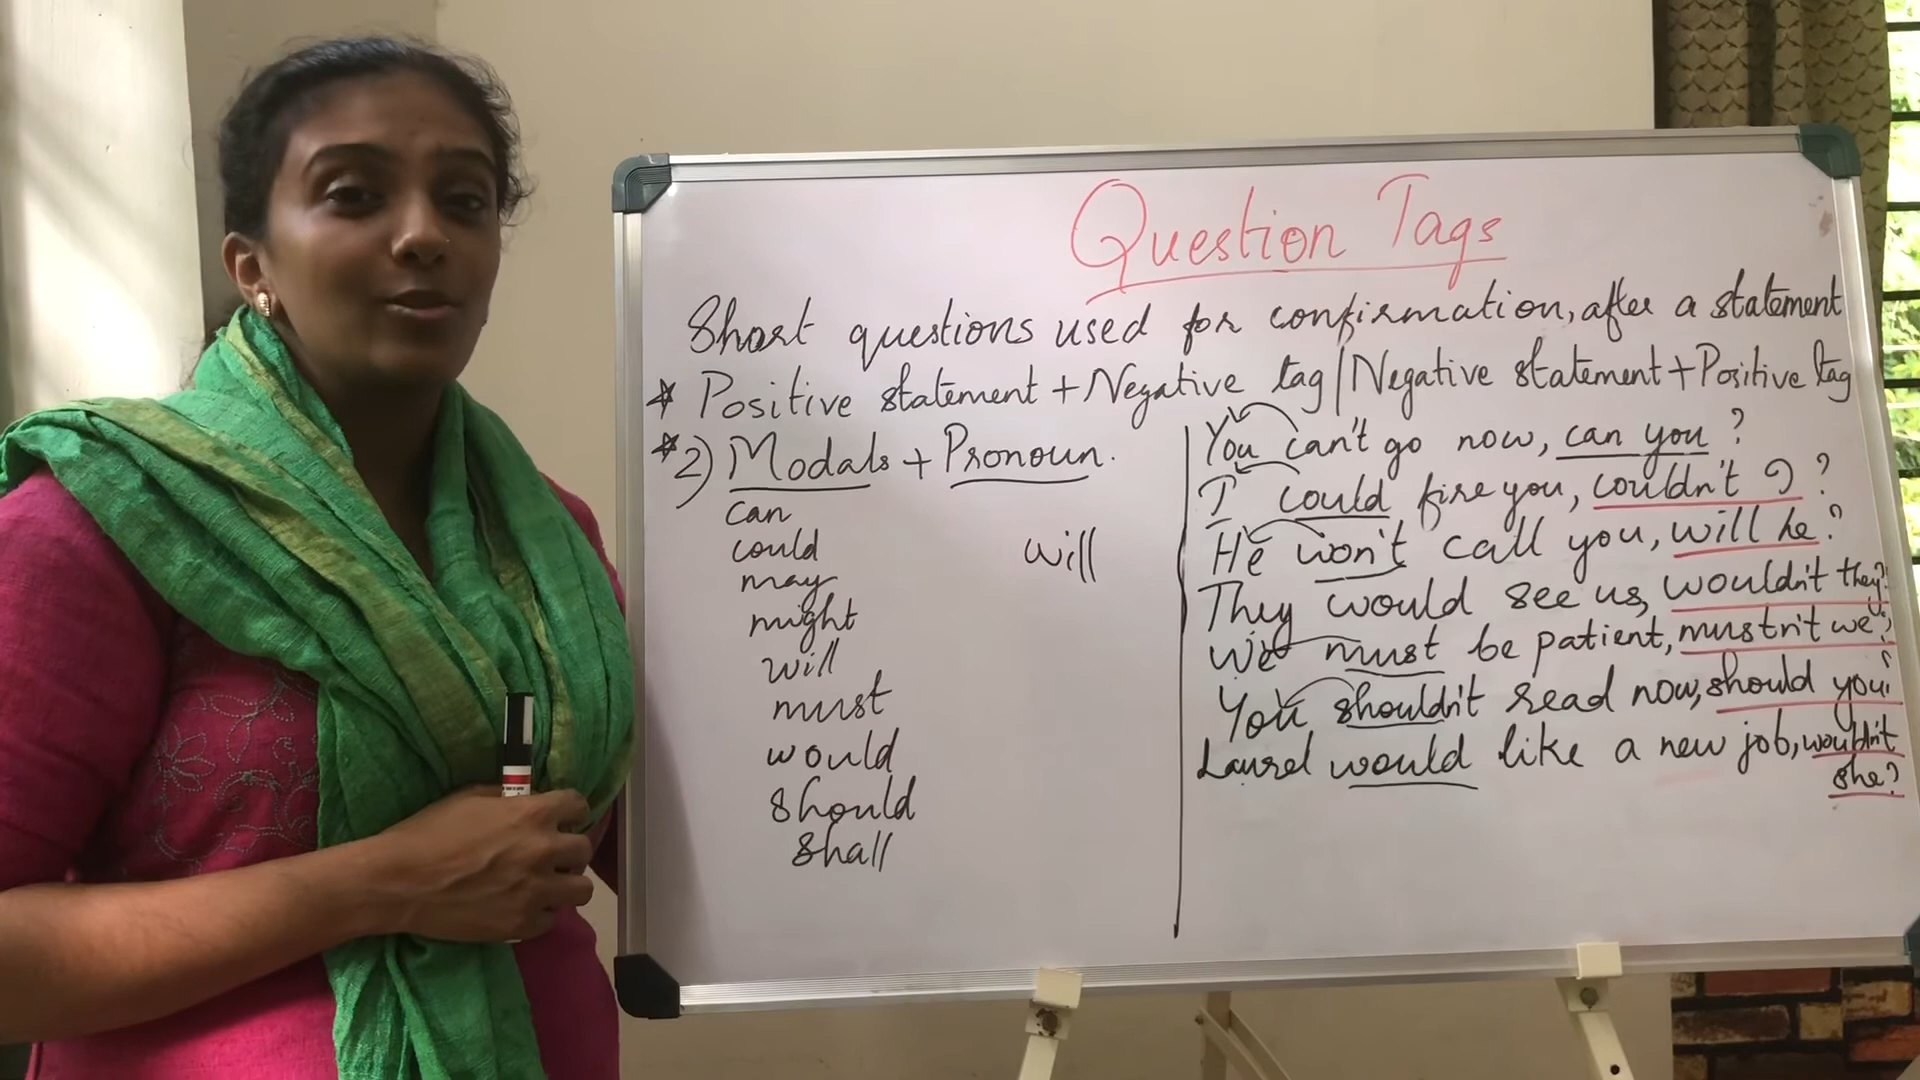 Question Tags
Short questions used for confirmation, after a statement
* Positive statement + Negative tag / Negative statement + Positive tag
* 2) Modals + Pronoun.
can
could
may
might
will
must
would
should
shall
will
You can't go now, can you ?
I could fire you, couldn't I ?
He won't call you, will he ?
They would see us, wouldn't they?
We must be patient, mustn't we?
You shouldn't read now, should you?
Laurel would like a new job, wouldn't
she?